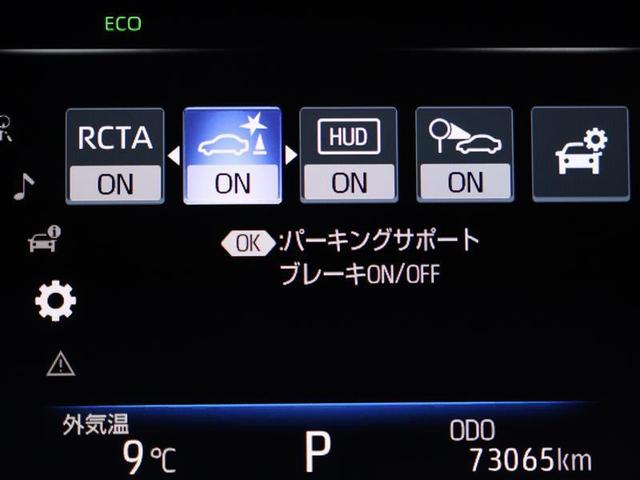 ECO
RCTA
ON
ON
HUD
ON
ON
OK :パーキングサポート
ブレーキON/OFF
外気温
9℃
P
ODO
73065km